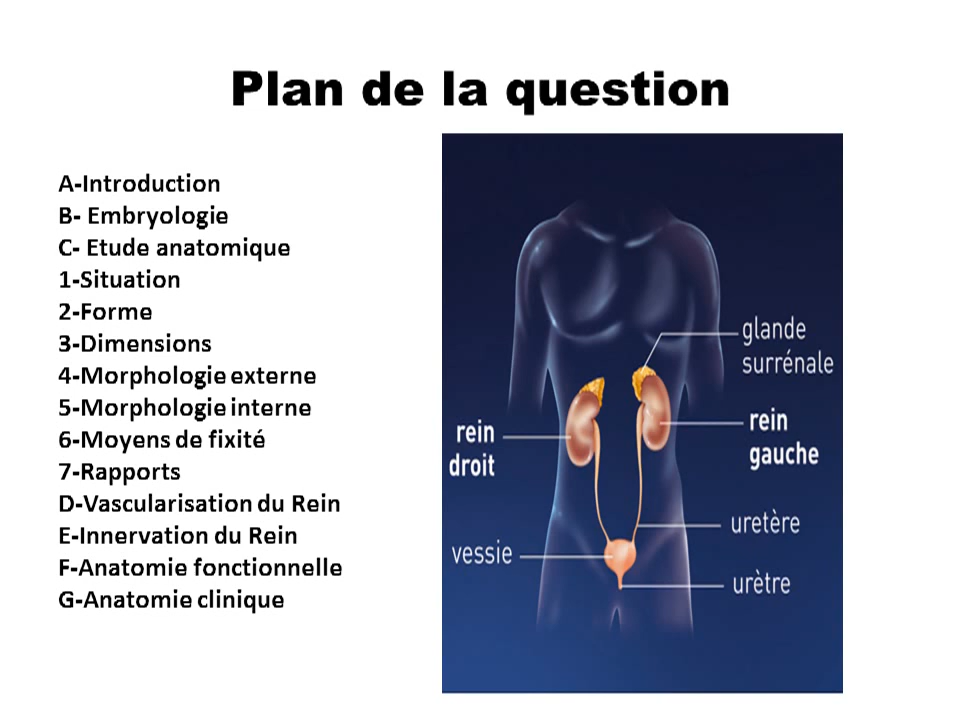 Plan de la question
A-Introduction
B- Embryologie
C- Etude anatomique
1-Situation
2-Forme
3-Dimensions
4-Morphologie externe
5-Morphologie interne
6-Moyens de fixité
7-Rapports
D-Vascularisation du Rein
E-Innervation du Rein
F-Anatomie fonctionnelle
G-Anatomie clinique
glande
surrénale
rein
droit
rein
gauche
uretère
vessie
urètre